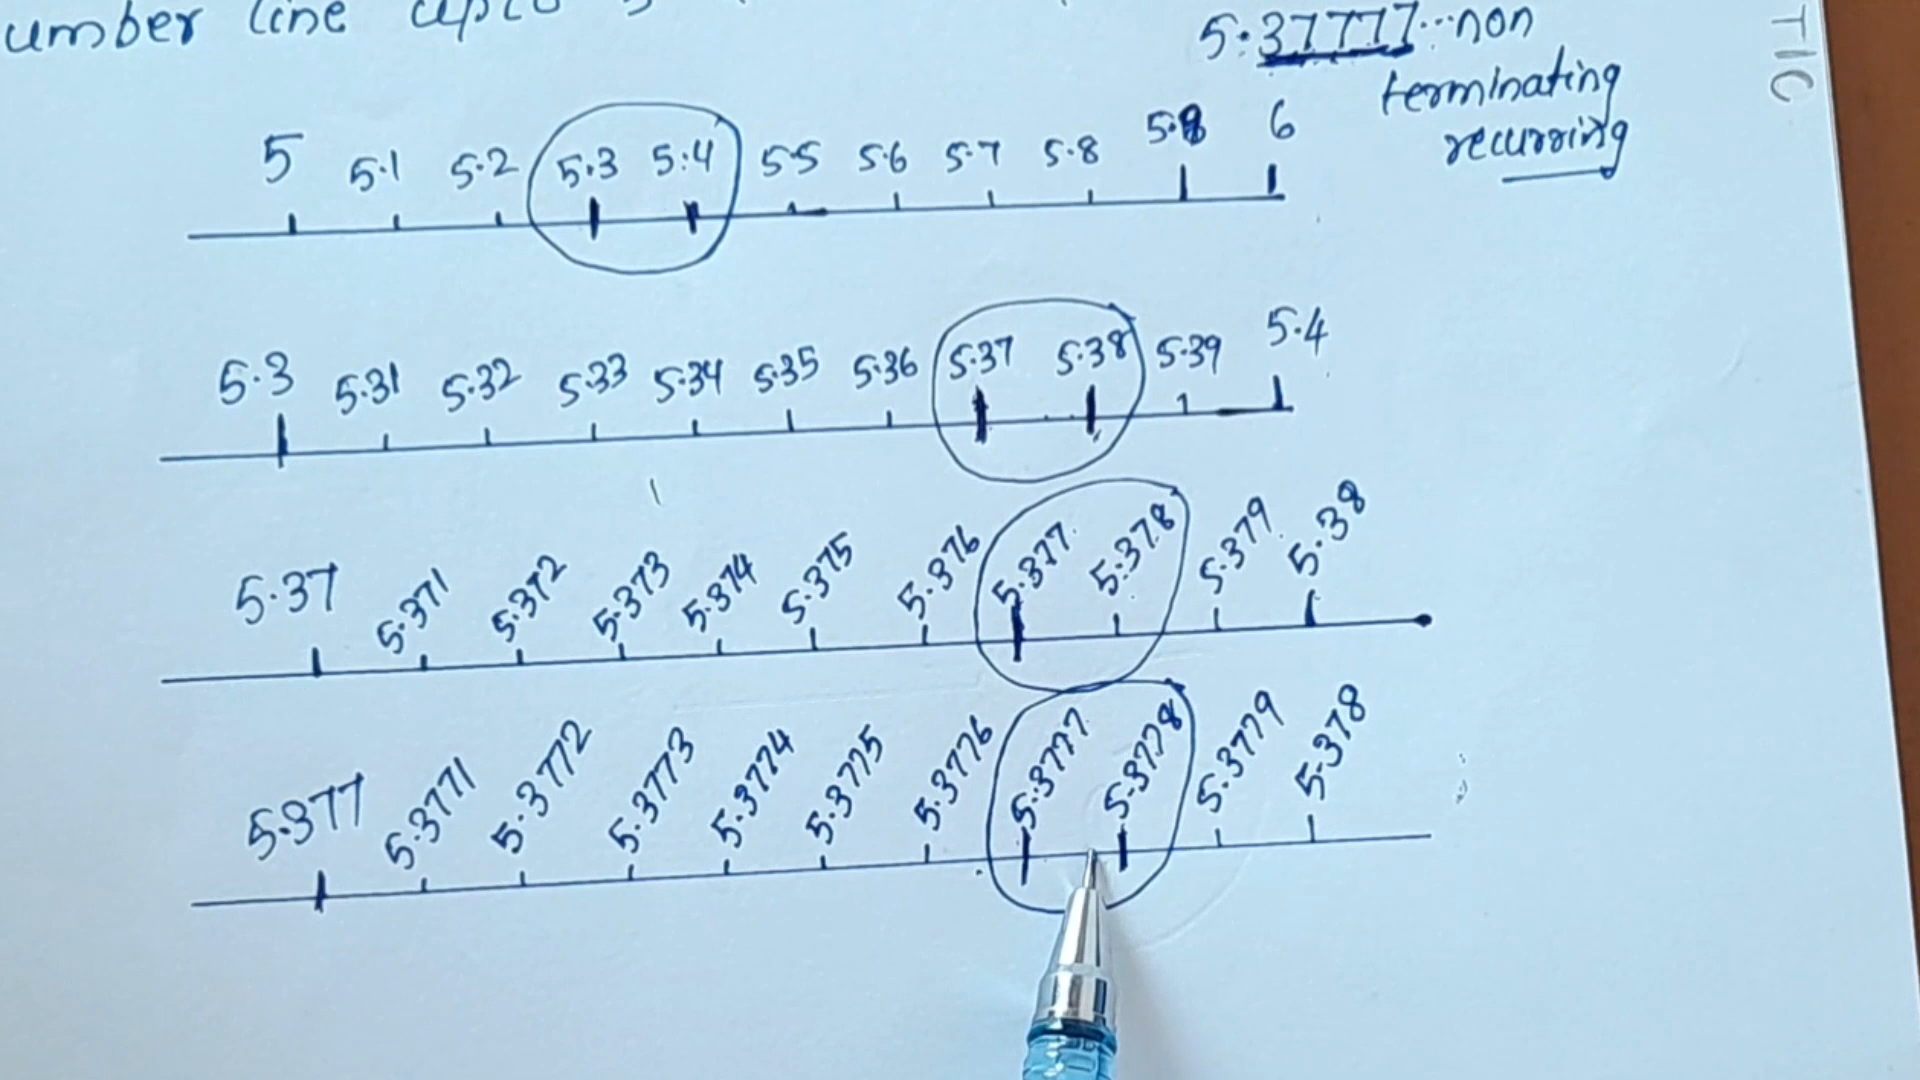 umber line upto 5
5.37777...non
terminating
recurring
5 5.1 5.2 5.3 5.4 5.5 5.6 5.7 5.8 5.9 6
5.3 5.31 5.32 5.33 5.34 5.35 5.36 5.37 5.38 5.39 5.4
5.37 5.371 5.372 5.373 5.374 5.375 5.376 5.377 5.378 5.379 5.38
5.377 5.3771 5.3772 5.3773 5.3774 5.3775 5.3776 5.3777 5.3778 5.3779 5.378
TIC